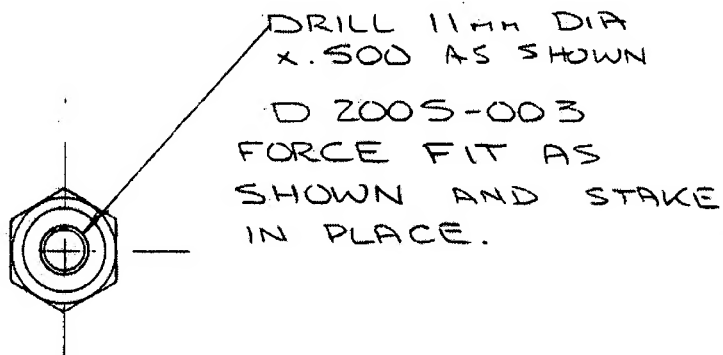 DRILL 11MM DIA
x .500 AS SHOWN
D 2005-003
FORCE FIT AS
SHOWN AND STAKE
IN PLACE.